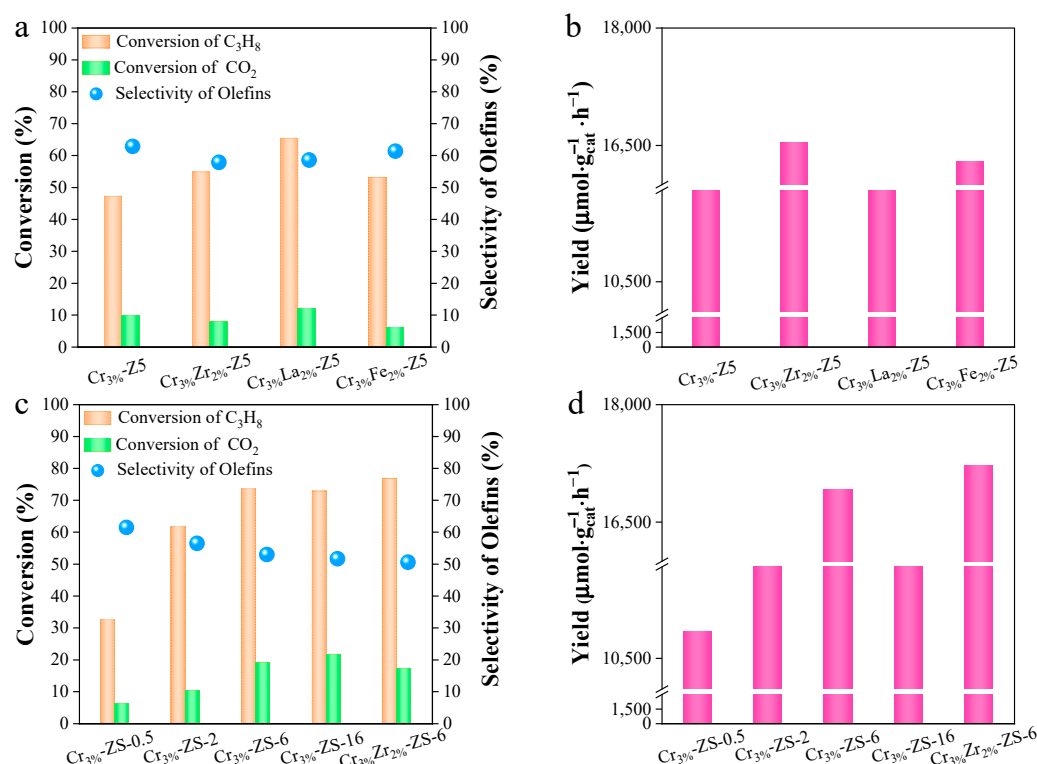 a
100
90
80
70
60
50
40
30
20
10
0
Conversion (%)
Conversion of C₃H₈
Conversion of CO₂
Selectivity of Olefins
100
90
80
70
60
50
40
30
20
10
0
Selectivity of Olefins (%)
Cr₃%-Z5
Cr₃%Zr₂%-Z5
Cr₃%La₂%-Z5
Cr₃%Fe₂%-Z5
b
18,000
16,500
10,500
1,500
0
Yield (μmol·g⁻¹cat·h⁻¹)
Cr₃%-Z5
Cr₃%Zr₂%-Z5
Cr₃%La₂%-Z5
Cr₃%Fe₂%-Z5
c
100
90
80
70
60
50
40
30
20
10
0
Conversion (%)
Conversion of C₃H₈
Conversion of CO₂
Selectivity of Olefins
100
90
80
70
60
50
40
30
20
10
0
Selectivity of Olefins (%)
Cr₃%-ZS-0.5
Cr₃%-ZS-2
Cr₃%-ZS-6
Cr₃%-ZS-16
Cr₃%Zr₂%-ZS-6
d
18,000
16,500
10,500
1,500
0
Yield (μmol·g⁻¹cat·h⁻¹)
Cr₃%-ZS-0.5
Cr₃%-ZS-2
Cr₃%-ZS-6
Cr₃%-ZS-16
Cr₃%Zr₂%-ZS-6